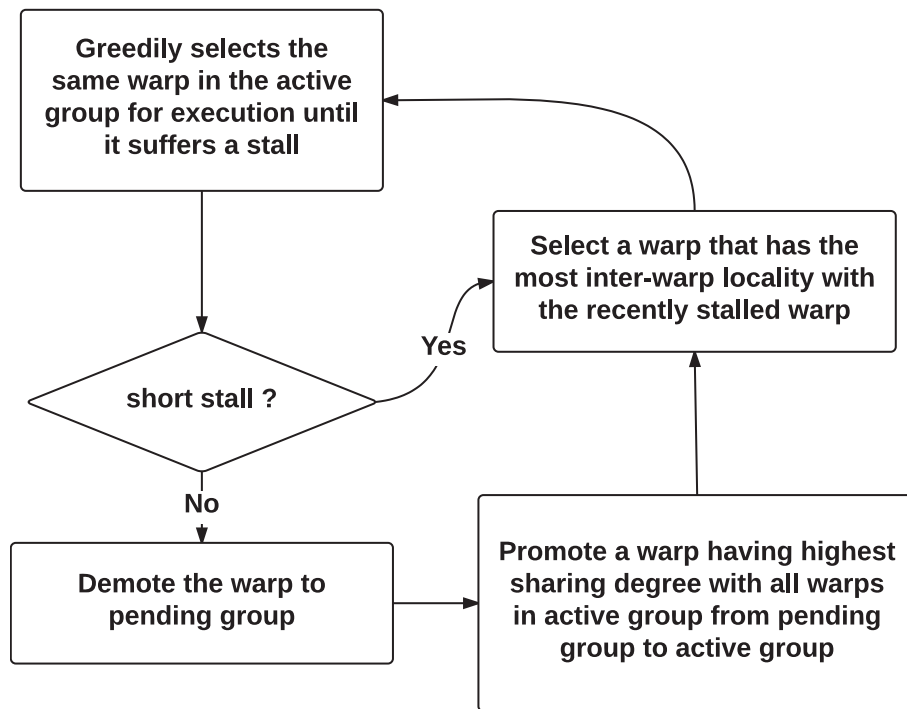 Greedily selects the
same warp in the active
group for execution until
it suffers a stall
Select a warp that has the
most inter-warp locality with
the recently stalled warp
Yes
short stall ?
No
Demote the warp to
pending group
Promote a warp having highest
sharing degree with all warps
in active group from pending
group to active group